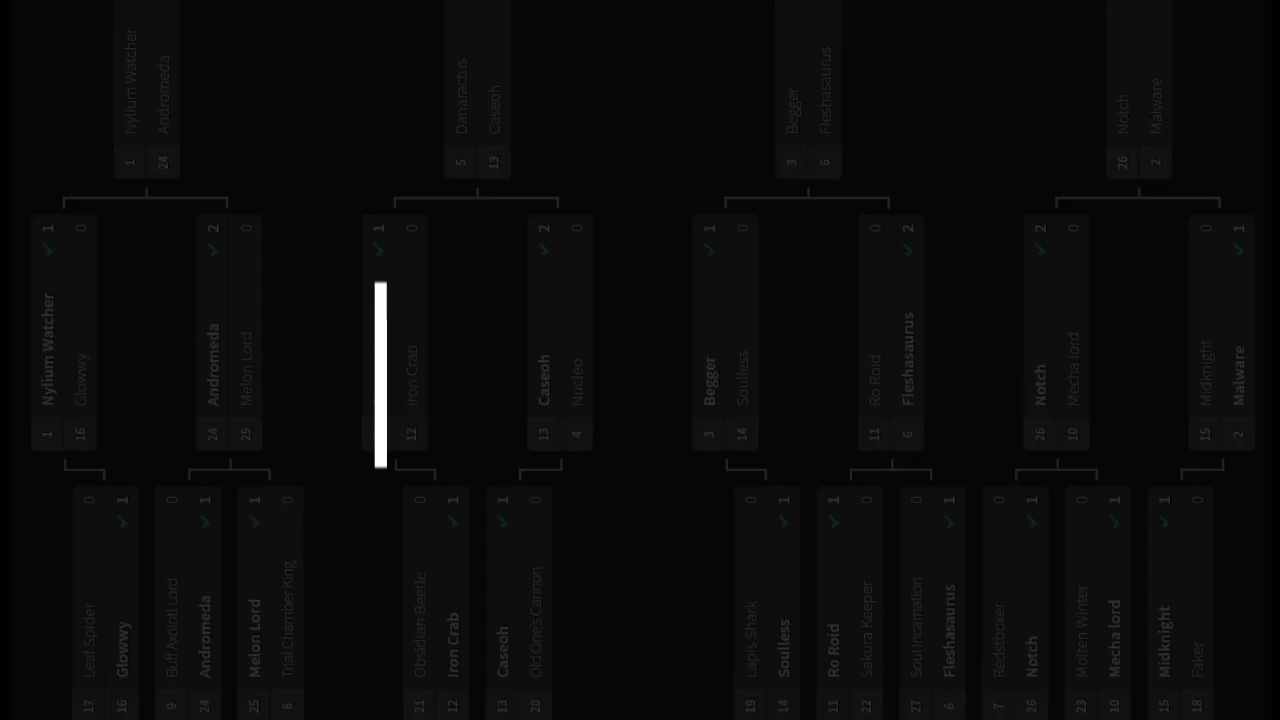 1 Nylium Watcher
24 Andromeda
5 Danaractus
13 Caseoh
3 Begger
6 Fleshasaurus
26 Notch
2 Malware
1 Nylium Watcher 1
16 Glowwy 0
24 Andromeda 2
25 Melon Lord 0
1
12 Iron Crab 0
13 Caseoh 2
4 Nucleo 0
3 Begger 1
14 Soulless 0
11 Ro Roid 0
6 Fleshasaurus 2
26 Notch 2
10 Mecha lord 0
15 Midknight 0
2 Malware 1
17 Leaf Spider 0
16 Glowwy 1
9 Buff Axolotl Lord 0
24 Andromeda 1
25 Melon Lord 1
8 Trial Chamber King 0
21 Obsidian Beetle 0
12 Iron Crab 1
13 Caseoh 1
20 Old One's Cannon 0
19 Lapis Shark 0
14 Soulless 1
11 Ro Roid 1
22 Sakura Keeper 0
27 Soul Incarnation 0
6 Fleshasaurus 1
7 Redstboxer 0
26 Notch 1
23 Molten Winter 0
10 Mecha lord 1
15 Midknight 1
18 Faker 0